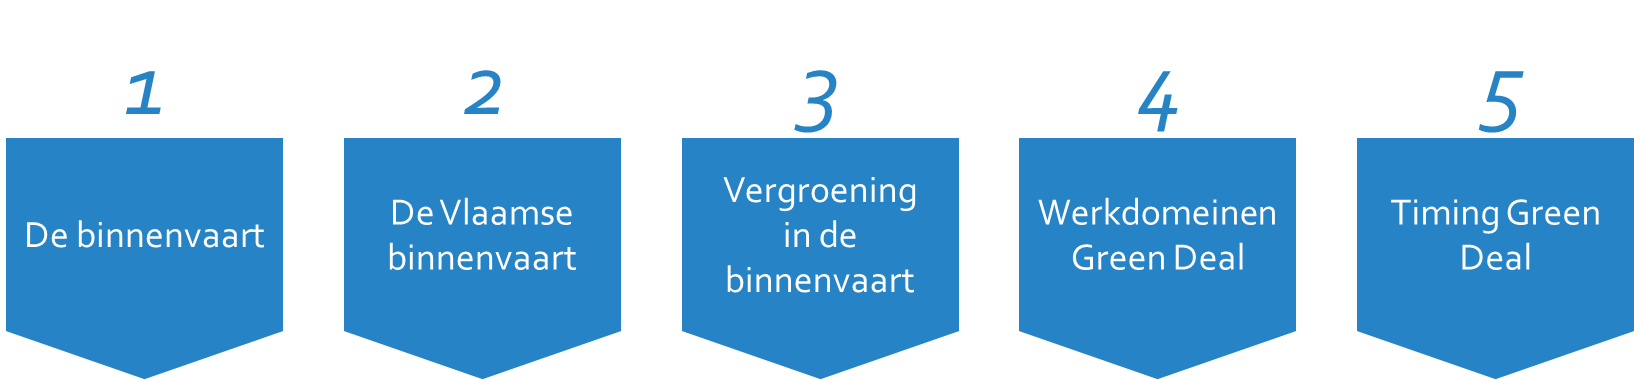 1
De binnenvaart
2
De Vlaamse
binnenvaart
3
Vergroening
in de
binnenvaart
4
Werkdomeinen
Green Deal
5
Timing Green
Deal